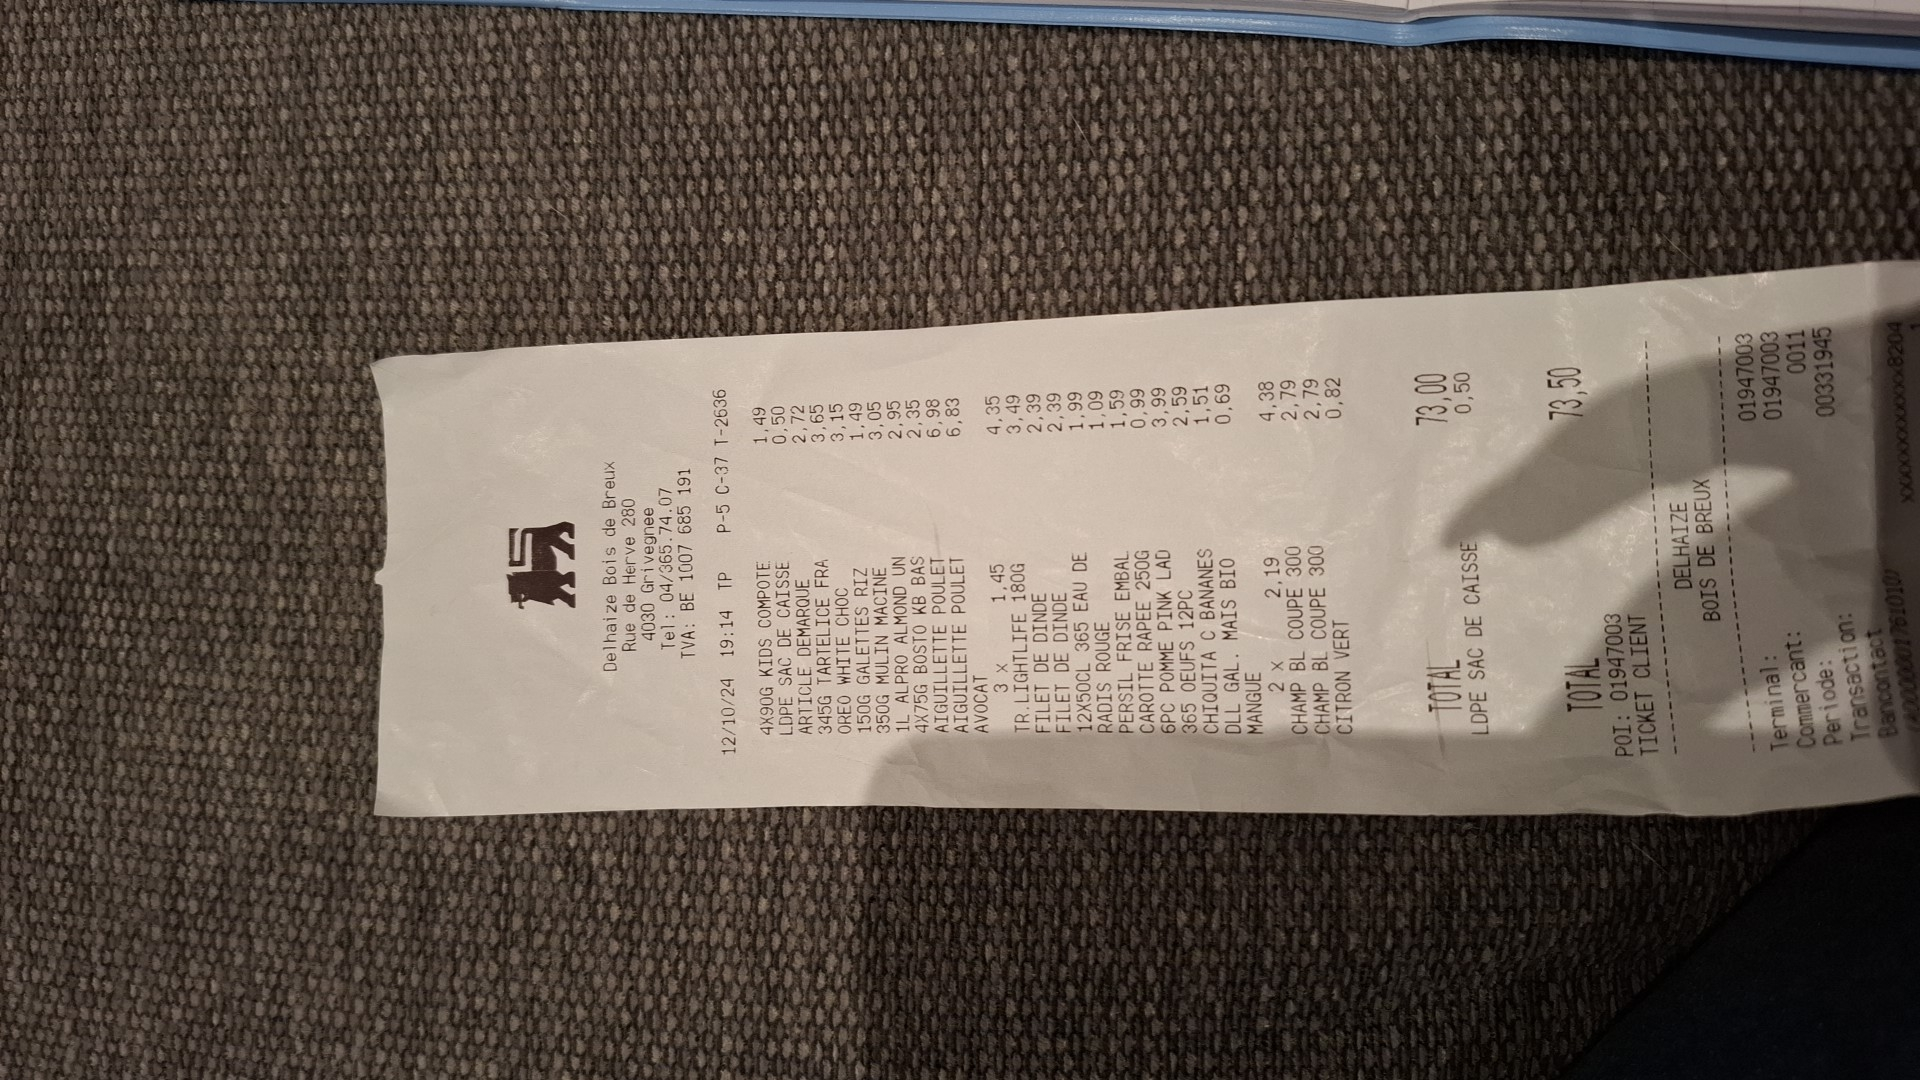 Delhaize Bois de Breux
Rue de Herve 280
4030 Grivegnee
Tel: 04/365.74.07
TVA: BE 1007 685 191
12/10/24 19:14 TP P-5 C-37 T-2636
4X90G KIDS COMPOTE 1,49
LDPE SAC DE CAISSE 0,50
ARTICLE DEMARQUE 2,72
345G TARTELICE FRA 3,65
OREO WHITE CHOC 3,15
150G GALETTES RIZ 1,49
350G MULIN MACINE 3,05
1L ALPRO ALMOND UN 2,95
4X75G BOSTO KB BAS 2,35
AIGUILLETTE POULET 6,98
AIGUILLETTE POULET 6,83
AVOCAT
3 X 1,45 4,35
TR.LIGHTLIFE 180G 3,49
FILET DE DINDE 2,39
FILET DE DINDE 2,39
12X50CL 365 EAU DE 1,99
RADIS ROUGE 1,09
PERSIL FRISE EMBAL 1,59
CAROTTE RAPEE 250G 0,99
6PC POMME PINK LAD 3,99
365 OEUFS 12PC 2,59
CHIQUITA C BANANES 1,51
DLL GAL. MAIS BIO 0,69
MANGUE
2 X 2,19 4,38
CHAMP BL COUPE 300 2,79
CHAMP BL COUPE 300 2,79
CITRON VERT 0,82
TOTAL 73,00
LDPE SAC DE CAISSE 0,50
TOTAL 73,50
POI: 01947003
TICKET CLIENT
DELHAIZE
BOIS DE BREUX
Terminal: 01947003
Commercant: 01947003
Periode: 0011
Transaction: 00331945
Bancontact xxxxxxxxxxxxx8204
1